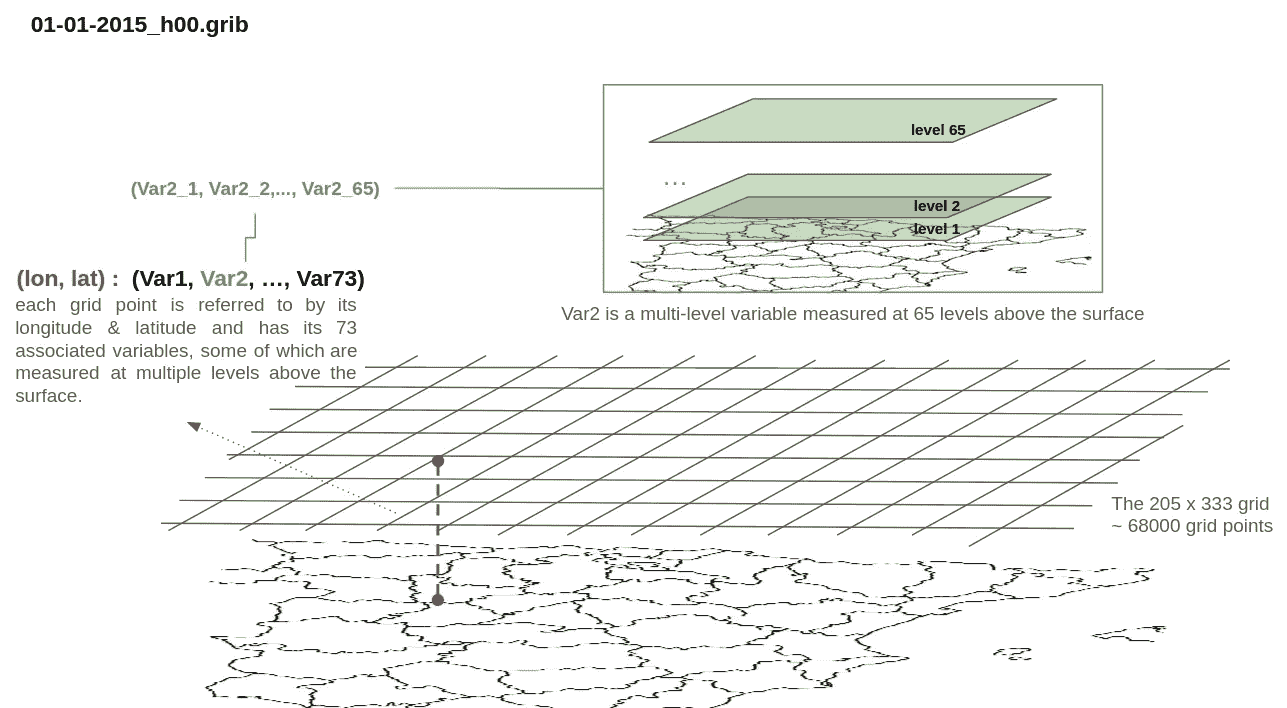 01-01-2015_h00.grib
level 65
...
(Var2_1, Var2_2,..., Var2_65)
level 2
level 1
(lon, lat) : (Var1, Var2, ..., Var73)
each grid point is referred to by its
longitude & latitude and has its 73
associated variables, some of which are
measured at multiple levels above the
surface.
Var2 is a multi-level variable measured at 65 levels above the surface
The 205 x 333 grid
~ 68000 grid points